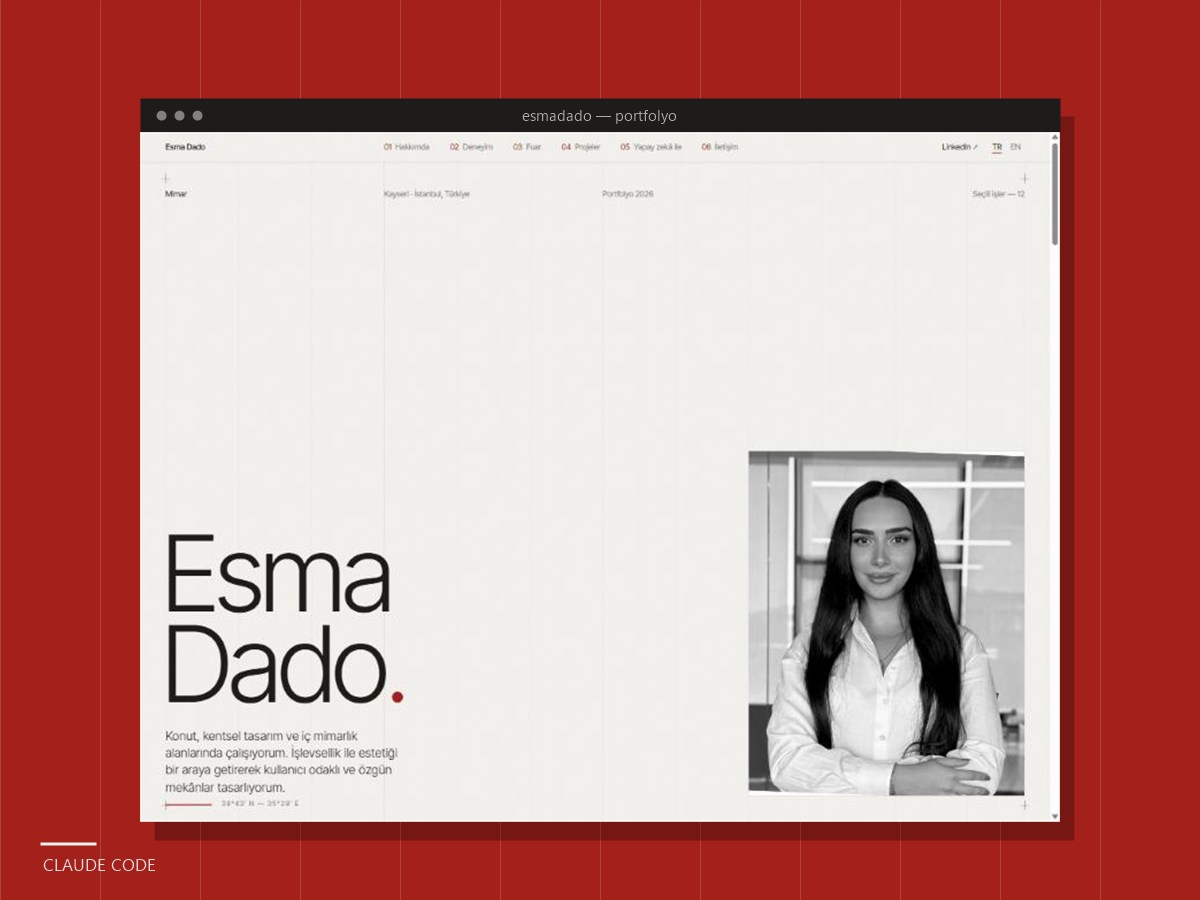 esmadado — portfolyo
Esma Dado
01 Hakkımda 02 Deneyim 03 Fuar 04 Projeler 05 Yapay zekâ ile 06 İletişim
LinkedIn ↗ TR EN
Mimar
Kayseri · İstanbul, Türkiye
Portfolyo 2026
Seçili işler — 12
Esma
Dado.
Konut, kentsel tasarım ve iç mimarlık
alanlarında çalışıyorum. İşlevsellik ile estetiği
bir araya getirerek kullanıcı odaklı ve özgün
mekânlar tasarlıyorum.
CLAUDE CODE